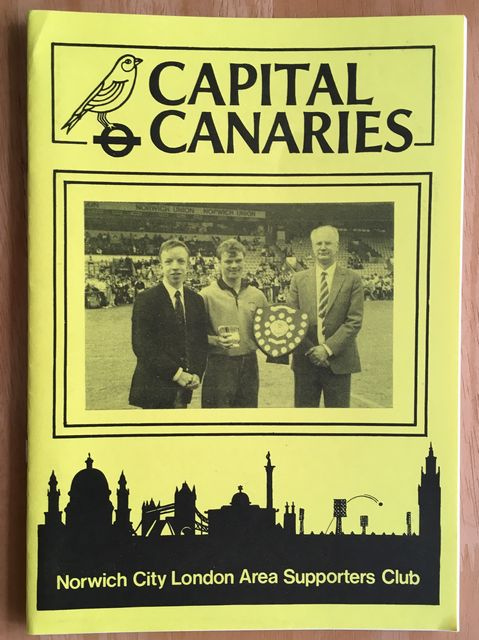 CAPITAL
CANARIES
NORWICH UNION NORWICH UNION
Norwich City London Area Supporters Club